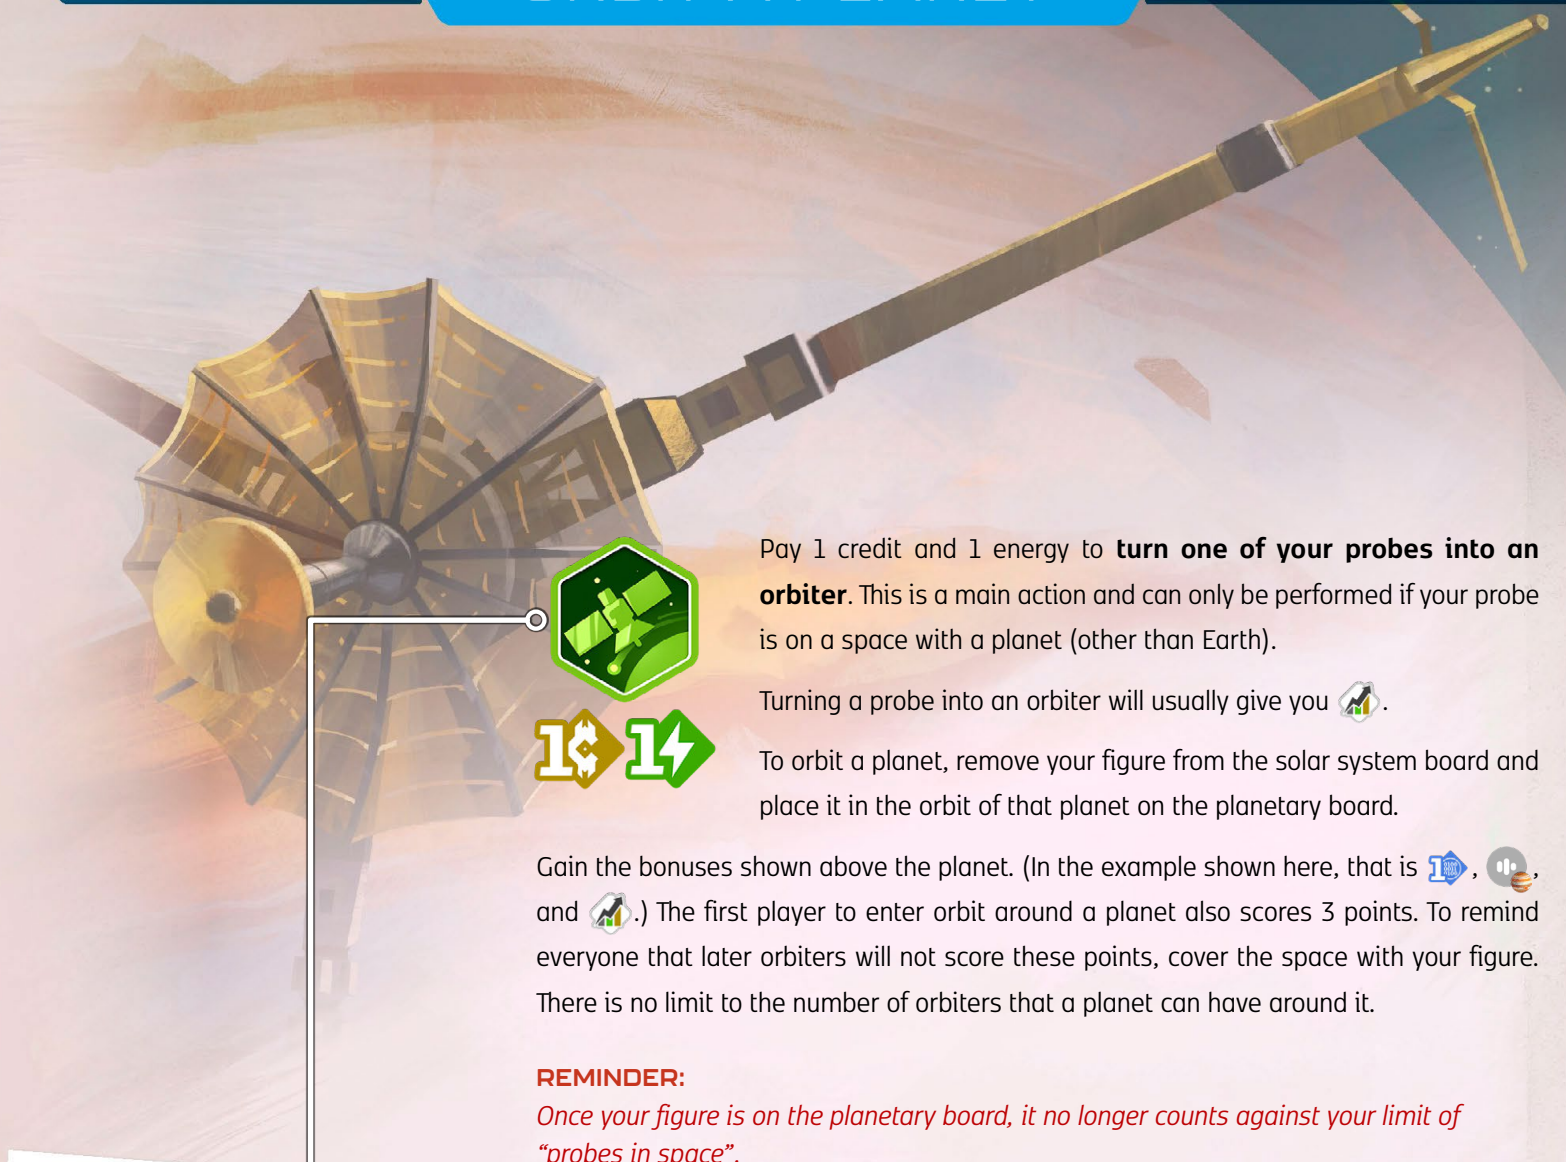 Pay 1 credit and 1 energy to turn one of your probes into an
orbiter. This is a main action and can only be performed if your probe
is on a space with a planet (other than Earth).
Turning a probe into an orbiter will usually give you .
1 1
To orbit a planet, remove your figure from the solar system board and
place it in the orbit of that planet on the planetary board.
Gain the bonuses shown above the planet. (In the example shown here, that is 1 , ,
and .) The first player to enter orbit around a planet also scores 3 points. To remind
everyone that later orbiters will not score these points, cover the space with your figure.
There is no limit to the number of orbiters that a planet can have around it.
REMINDER:
Once your figure is on the planetary board, it no longer counts against your limit of
“probes in space”.